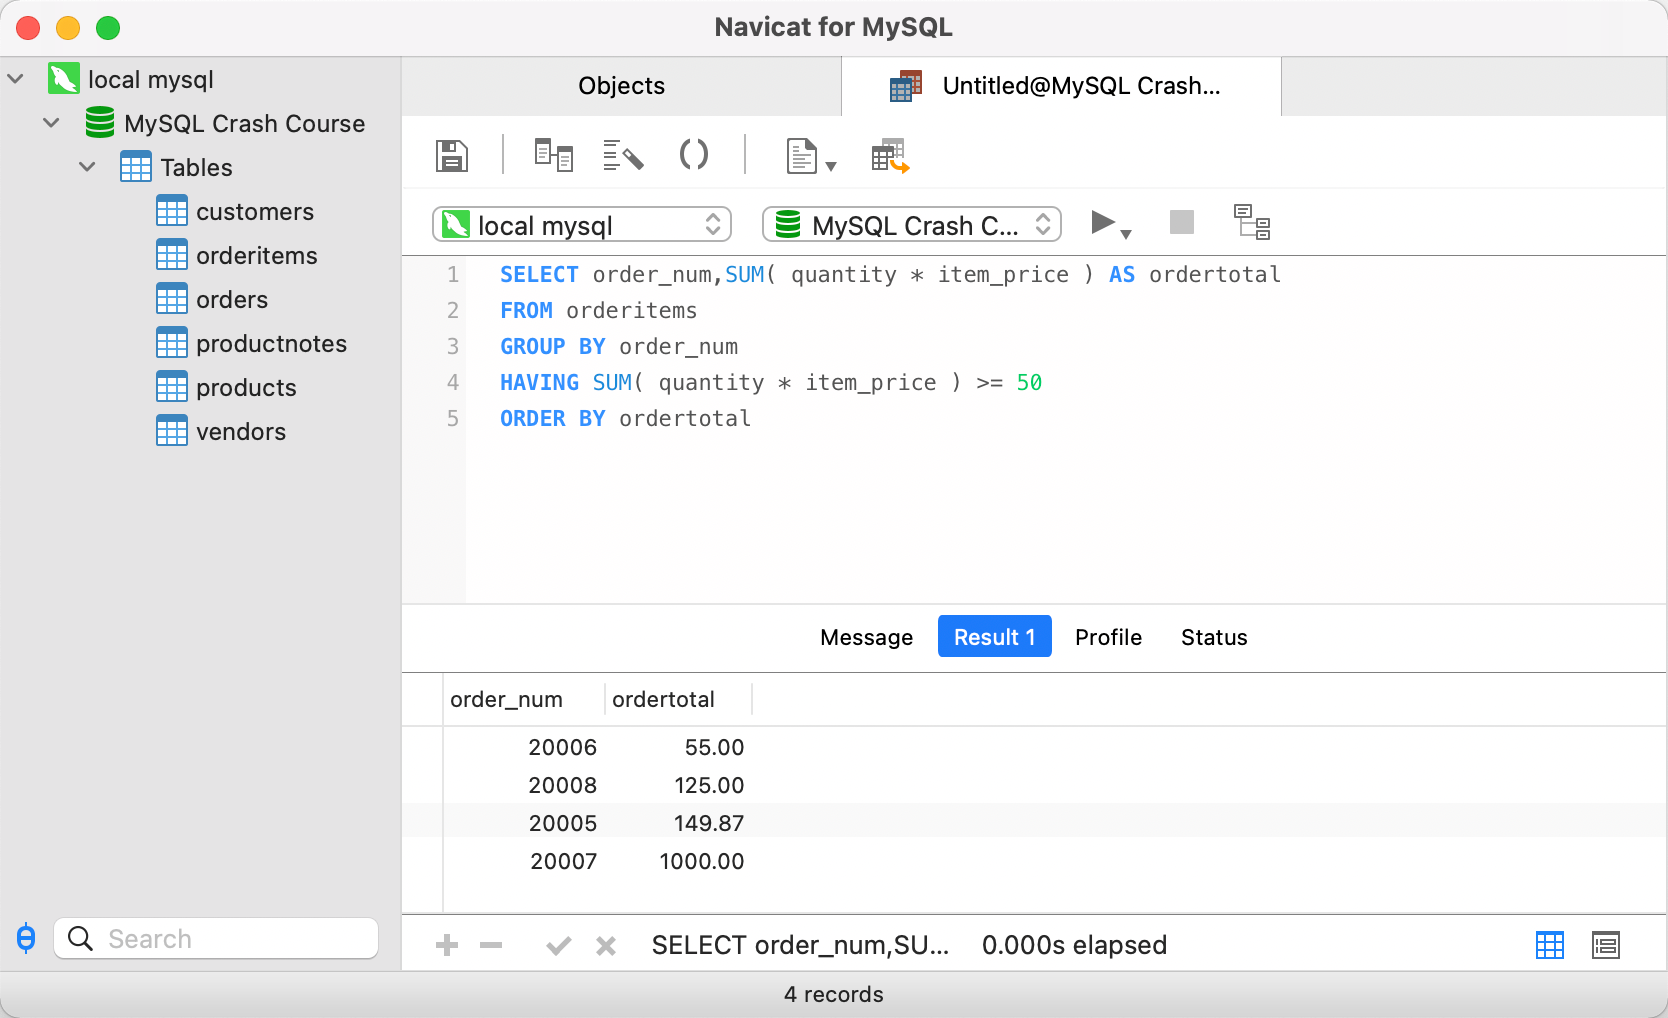 Navicat for MySQL
local mysql
MySQL Crash Course
Tables
customers
orderitems
orders
productnotes
products
vendors
Search
Objects
Untitled@MySQL Crash...
local mysql
MySQL Crash C...
1 SELECT order_num,SUM( quantity * item_price ) AS ordertotal
2 FROM orderitems
3 GROUP BY order_num
4 HAVING SUM( quantity * item_price ) >= 50
5 ORDER BY ordertotal
Message Result 1 Profile Status
order_num ordertotal
20006 55.00
20008 125.00
20005 149.87
20007 1000.00
SELECT order_num,SU... 0.000s elapsed
4 records